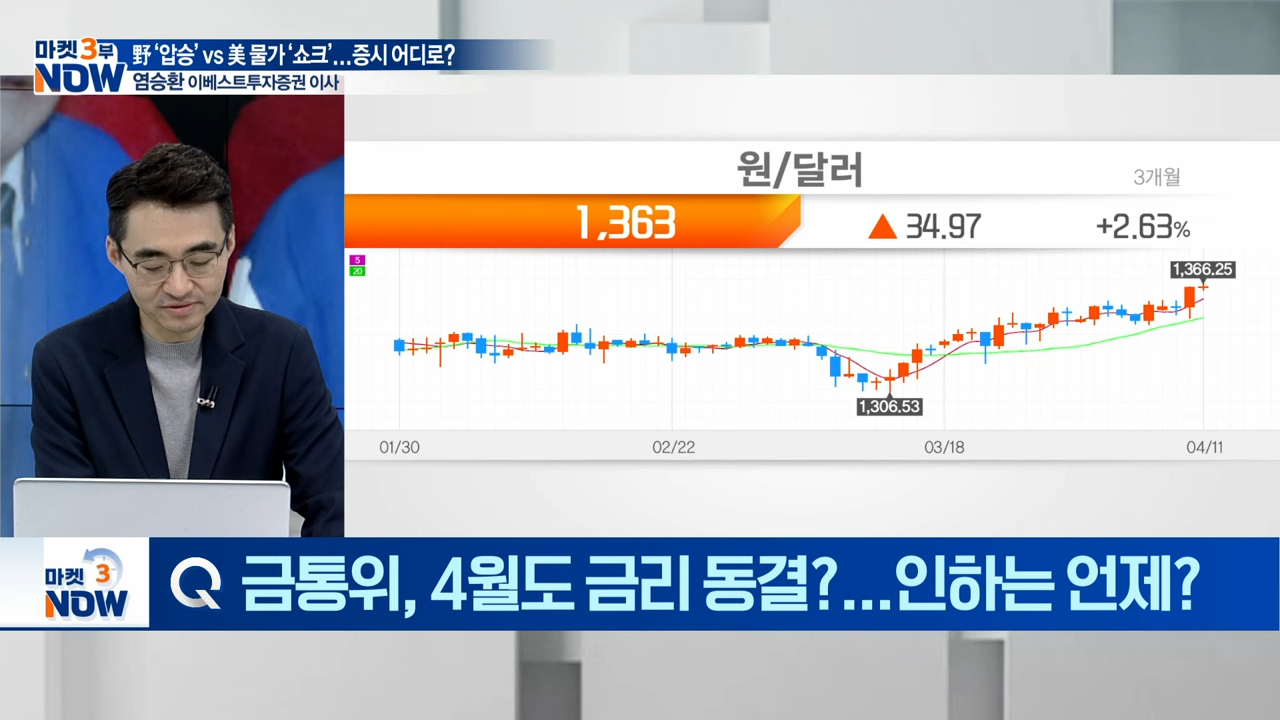 마켓 3부
NOW
野 ‘압승’ vs 美 물가 ‘쇼크’…증시 어디로?
염승환 이베스트투자증권 이사
원/달러
3개월
1,363
▲ 34.97
+2.63%
5
20
1,366.25
1,306.53
01/30
02/22
03/18
04/11
마켓 3
NOW
Q 금통위, 4월도 금리 동결?…인하는 언제?